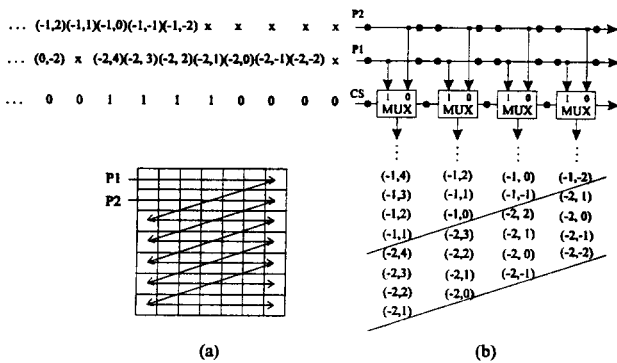 ... (-1,2)(-1,1)(-1,0)(-1,-1)(-1,-2) x x x x x P2
... (0,-2) x (-2,4)(-2, 3)(-2, 2)(-2,1)(-2,0)(-2,-1)(-2,-2) x P1
... 0 0 1 1 1 1 0 0 0 0 CS
1 0 1 0 1 0 1 0
MUX MUX MUX MUX
(-1,4) (-1,2) (-1, 0) (-1,-2)
(-1,3) (-1,1) (-1,-1) (-2, 1)
(-1,2) (-1,0) (-2, 2) (-2, 0)
(-1,1) (-2,3) (-2, 1) (-2,-1)
(-2,4) (-2,2) (-2, 0) (-2,-2)
(-2,3) (-2,1) (-2,-1)
(-2,2) (-2,0)
(-2,1)
P1
P2
(a) (b)